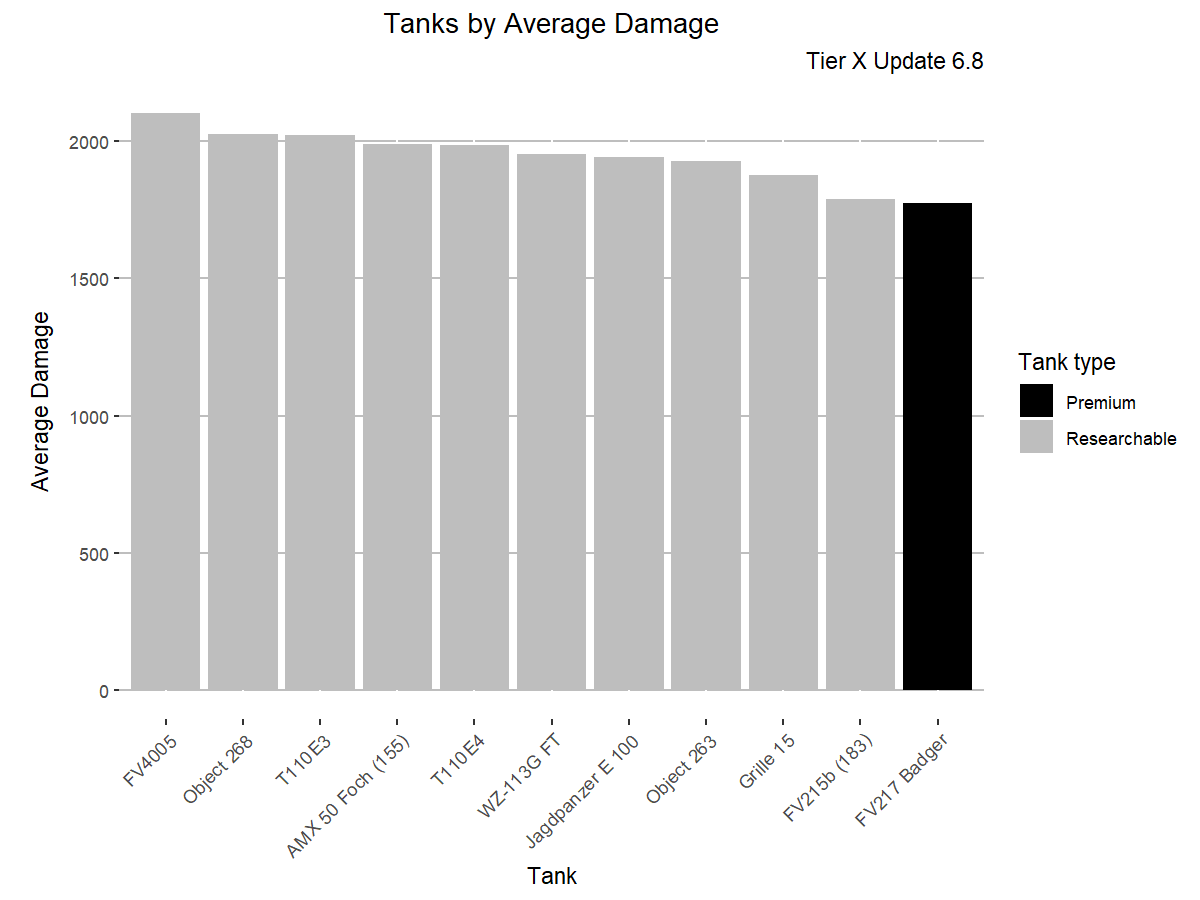 Tanks by Average Damage
Tier X Update 6.8
Average Damage
2000
1500
1000
500
0
FV4005
Object 268
T110E3
AMX 50 Foch (155)
T110E4
WZ-113G FT
Jagdpanzer E 100
Object 263
Grille 15
FV215b (183)
FV217 Badger
Tank
Tank type
Premium
Researchable